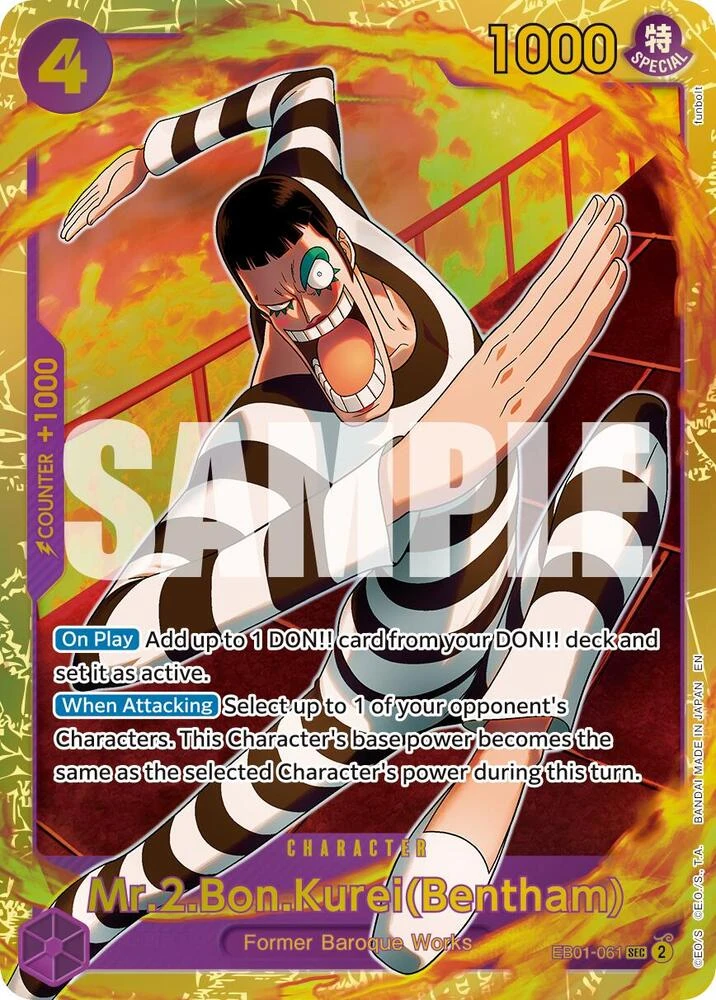 4
1000
特
SPECIAL
funbolt
COUNTER +1000
SAMPLE
On Play Add up to 1 DON!! card from your DON!! deck and
set it as active.
When Attacking Select up to 1 of your opponent's
Characters. This Character's base power becomes the
same as the selected Character's power during this turn.
CHARACTER
Mr.2.Bon.Kurei(Bentham)
Former Baroque Works
EB01-061 SEC 2
©E.O./S ©E.O./S., T.A. BANDAI MADE IN JAPAN EN